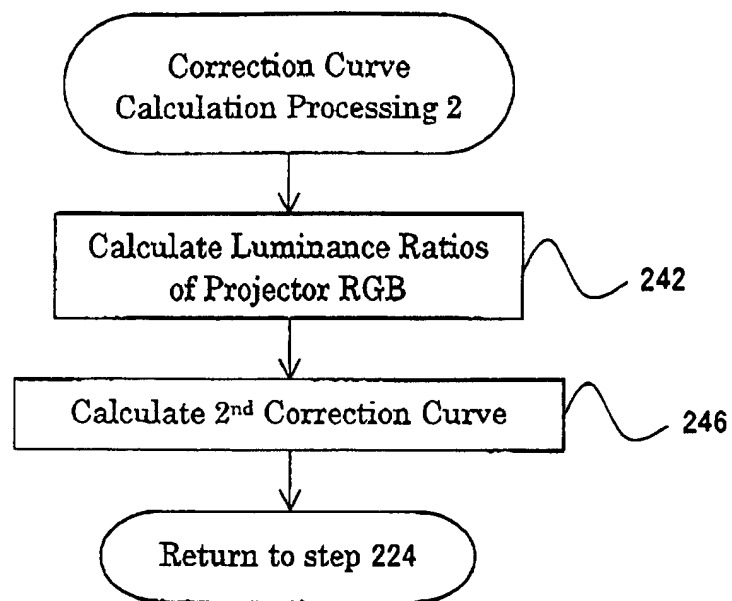 Correction Curve
Calculation Processing 2
Calculate Luminance Ratios
of Projector RGB
242
Calculate 2nd Correction Curve
246
Return to step 224